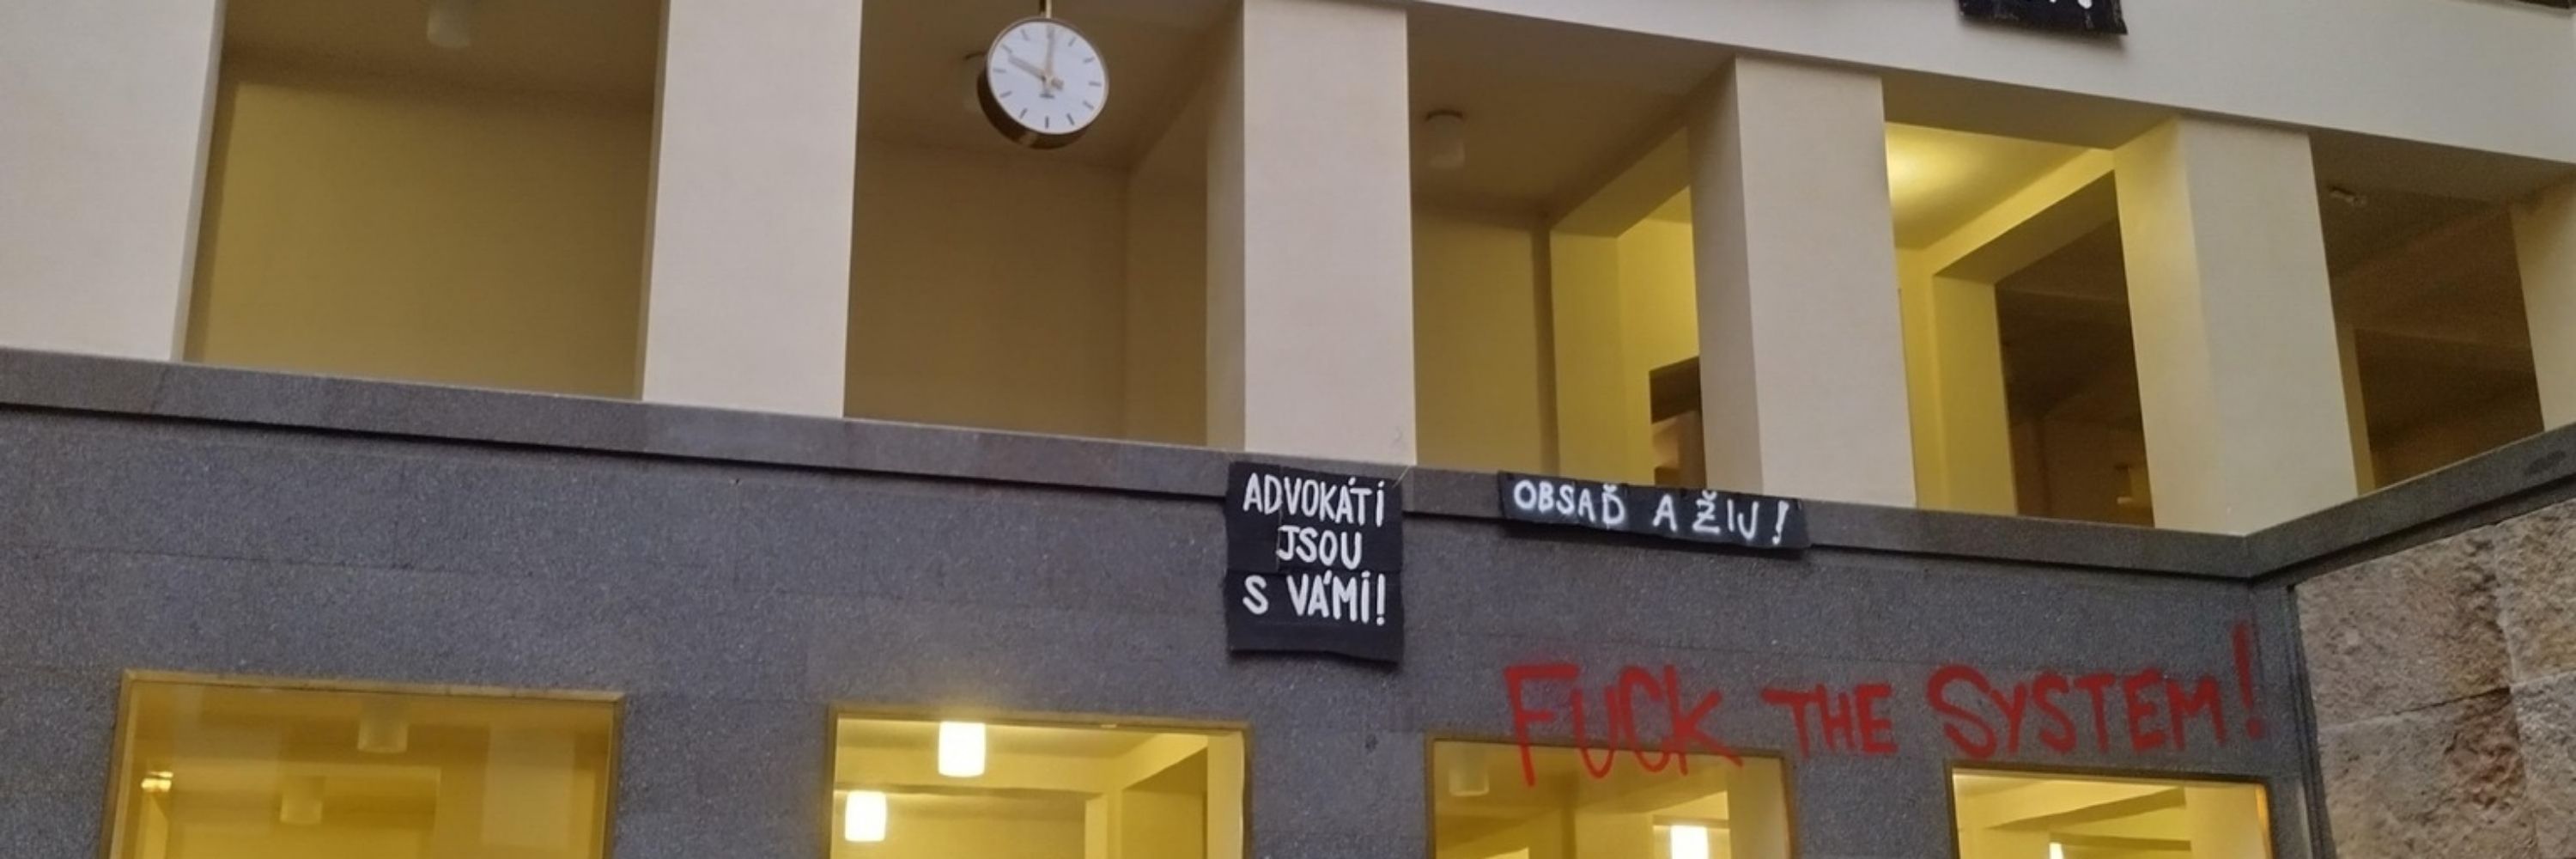 ADVOKÁTI
JSOU
S VÁMI!
OBSAĎ A ŽIJ!
FUCK THE SYSTEM!